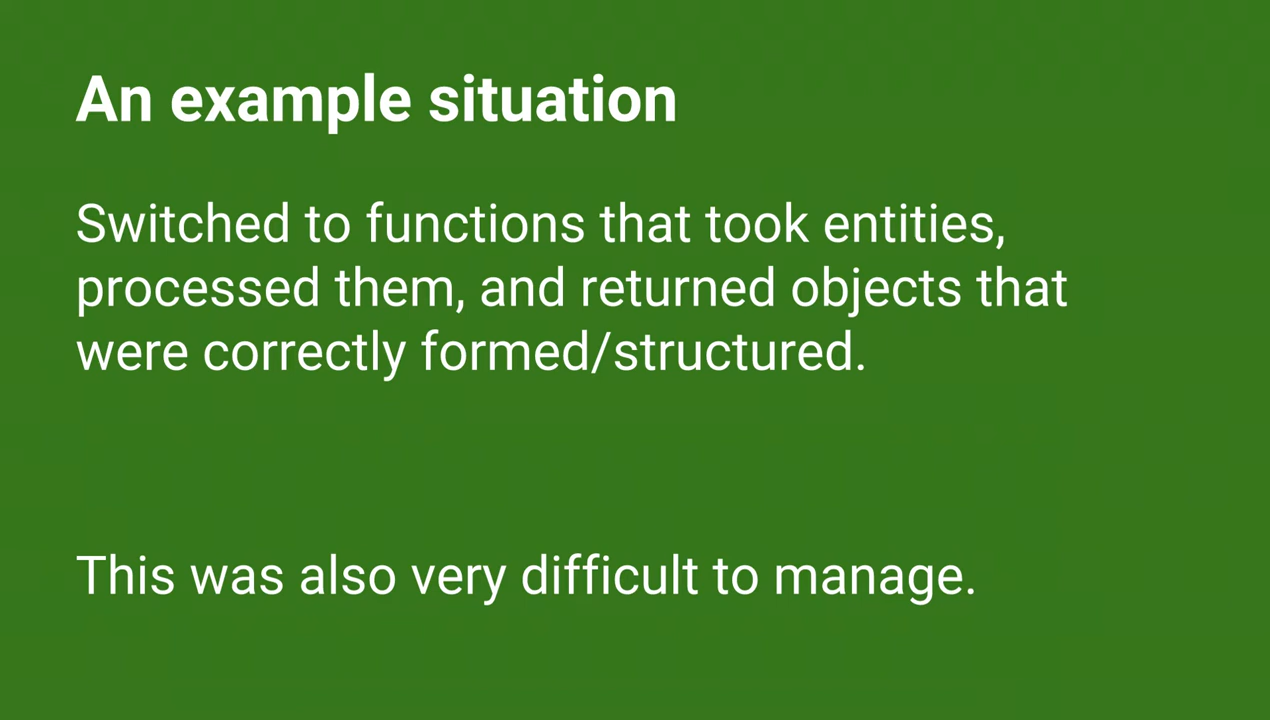 An example situation
Switched to functions that took entities,
processed them, and returned objects that
were correctly formed/structured.
This was also very difficult to manage.